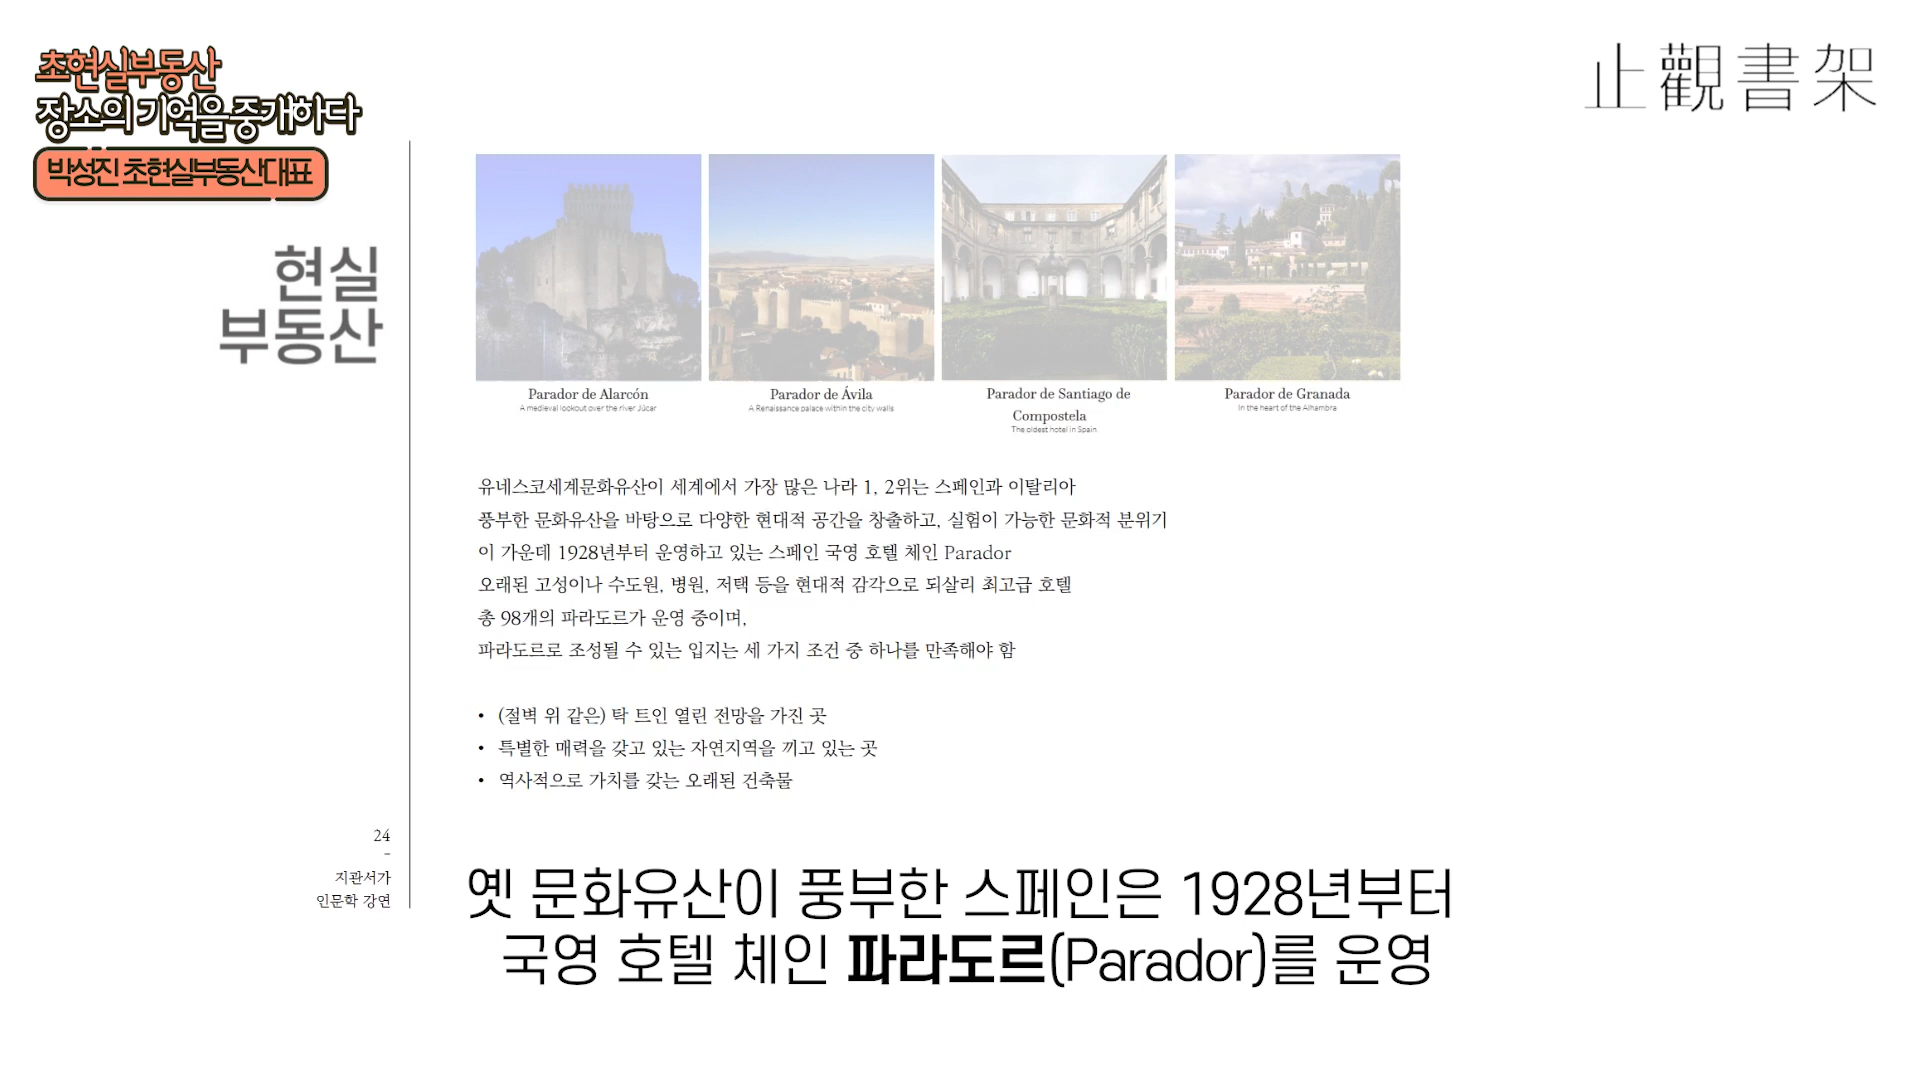 초현실부동산
장소의 기억을 중개하다
박성진 초현실부동산대표
止觀書架
현실
부동산
Parador de Alarcón
A medieval lookout over the river Júcar
Parador de Ávila
A Renaissance palace within the city walls
Parador de Santiago de
Compostela
The oldest hotel in Spain
Parador de Granada
In the heart of the Alhambra
유네스코세계문화유산이 세계에서 가장 많은 나라 1, 2위는 스페인과 이탈리아
풍부한 문화유산을 바탕으로 다양한 현대적 공간을 창출하고, 실험이 가능한 문화적 분위기
이 가운데 1928년부터 운영하고 있는 스페인 국영 호텔 체인 Parador
오래된 고성이나 수도원, 병원, 저택 등을 현대적 감각으로 되살리 최고급 호텔
총 98개의 파라도르가 운영 중이며,
파라도르로 조성될 수 있는 입지는 세 가지 조건 중 하나를 만족해야 함
• (절벽 위 같은) 탁 트인 열린 전망을 가진 곳
• 특별한 매력을 갖고 있는 자연지역을 끼고 있는 곳
• 역사적으로 가치를 갖는 오래된 건축물
24
-
지관서가
인문학 강연
옛 문화유산이 풍부한 스페인은 1928년부터
국영 호텔 체인 파라도르(Parador)를 운영